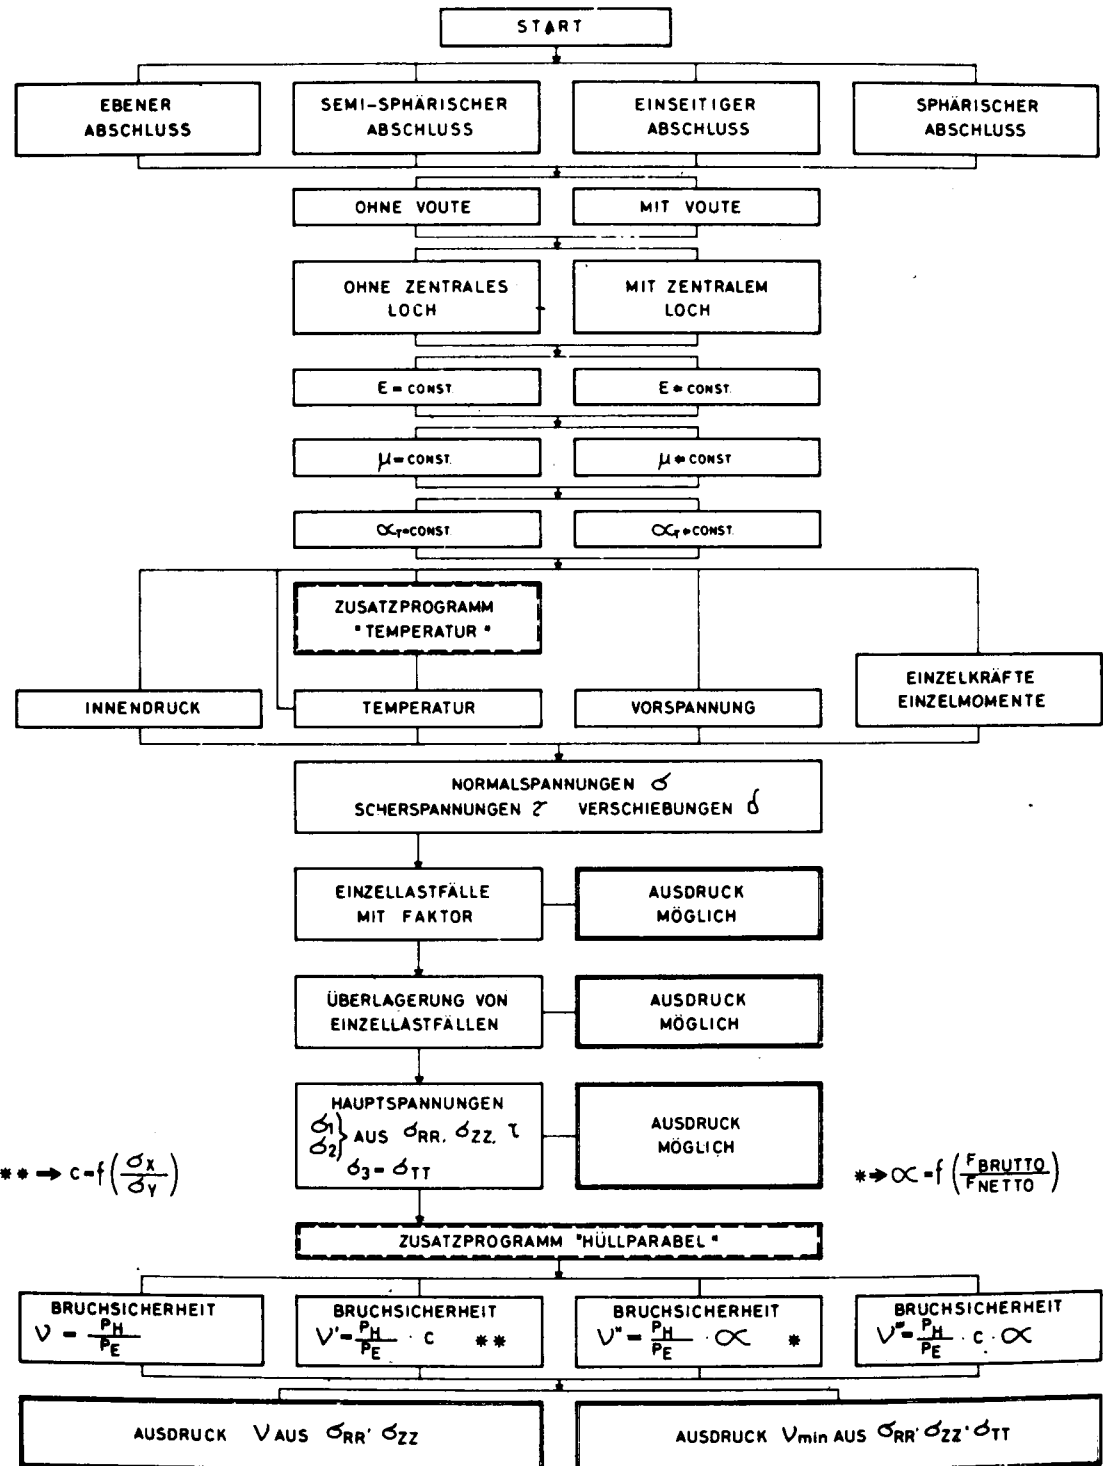 START
EBENER
ABSCHLUSS
SEMI-SPHÄRISCHER
ABSCHLUSS
EINSEITIGER
ABSCHLUSS
SPHÄRISCHER
ABSCHLUSS
OHNE VOUTE
MIT VOUTE
OHNE ZENTRALES
LOCH
MIT ZENTRALEM
LOCH
E = CONST.
E ≠ CONST.
μ = CONST.
μ ≠ CONST
α_T = CONST.
α_T ≠ CONST.
ZUSATZPROGRAMM
"TEMPERATUR"
INNENDRUCK
TEMPERATUR
VORSPANNUNG
EINZELKRÄFTE
EINZELMOMENTE
NORMALSPANNUNGEN σ
SCHERSPANNUNGEN τ VERSCHIEBUNGEN δ
EINZELLASTFÄLLE
MIT FAKTOR
AUSDRUCK
MÖGLICH
ÜBERLAGERUNG VON
EINZELLASTFÄLLEN
AUSDRUCK
MÖGLICH
HAUPTSPANNUNGEN
σ1 σ2 } AUS σRR, σZZ, τ
σ3 = σTT
AUSDRUCK
MÖGLICH
** ⇒ C = f(σX/σY)
* ⇒ α = f(FBRUTTO/FNETTO)
ZUSATZPROGRAMM "HÜLLPARABEL"
BRUCHSICHERHEIT
ν = PH/PE
BRUCHSICHERHEIT
ν' = PH/PE · C **
BRUCHSICHERHEIT
ν" = PH/PE · α *
BRUCHSICHERHEIT
ν"' = PH/PE · C · α
AUSDRUCK ν AUS σRR, σZZ
AUSDRUCK νmin AUS σRR, σZZ, σTT